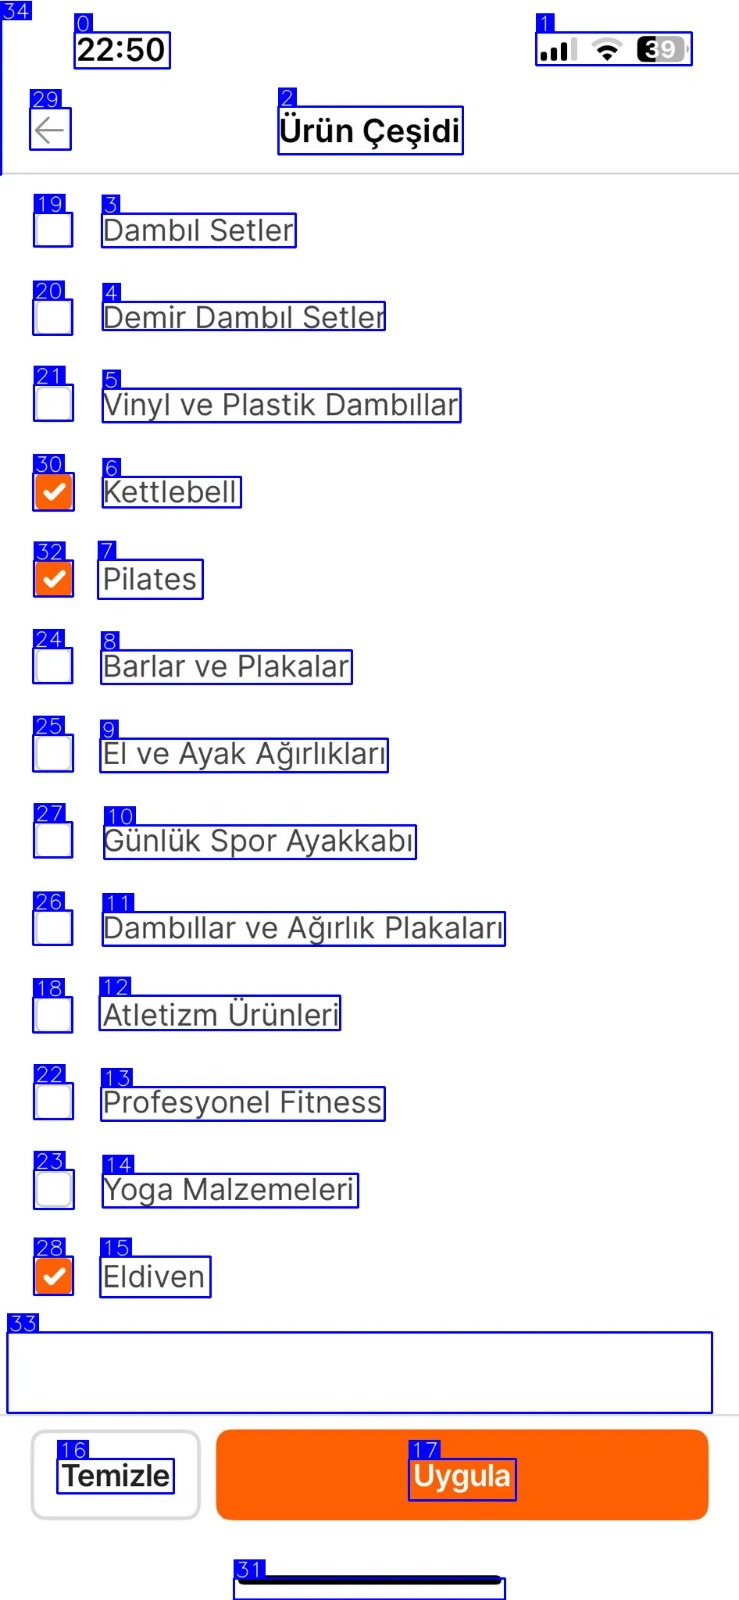 34
0
22:50
1
39
29
2
Ürün Çeşidi
19
3
Dambıl Setler
20
4
Demir Dambıl Setler
21
5
Vinyl ve Plastik Dambıllar
30
6
Kettlebell
32
7
Pilates
24
8
Barlar ve Plakalar
25
9
El ve Ayak Ağırlıkları
27
10
Günlük Spor Ayakkabı
26
11
Dambıllar ve Ağırlık Plakaları
18
12
Atletizm Ürünleri
22
13
Profesyonel Fitness
23
14
Yoga Malzemeleri
28
15
Eldiven
33
16
Temizle
17
Uygula
31